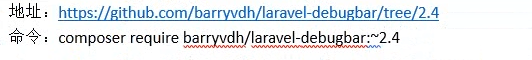 地址：https://github.com/barryvdh/laravel-debugbar/tree/2.4
命令：composer require barryvdh/laravel-debugbar:~2.4